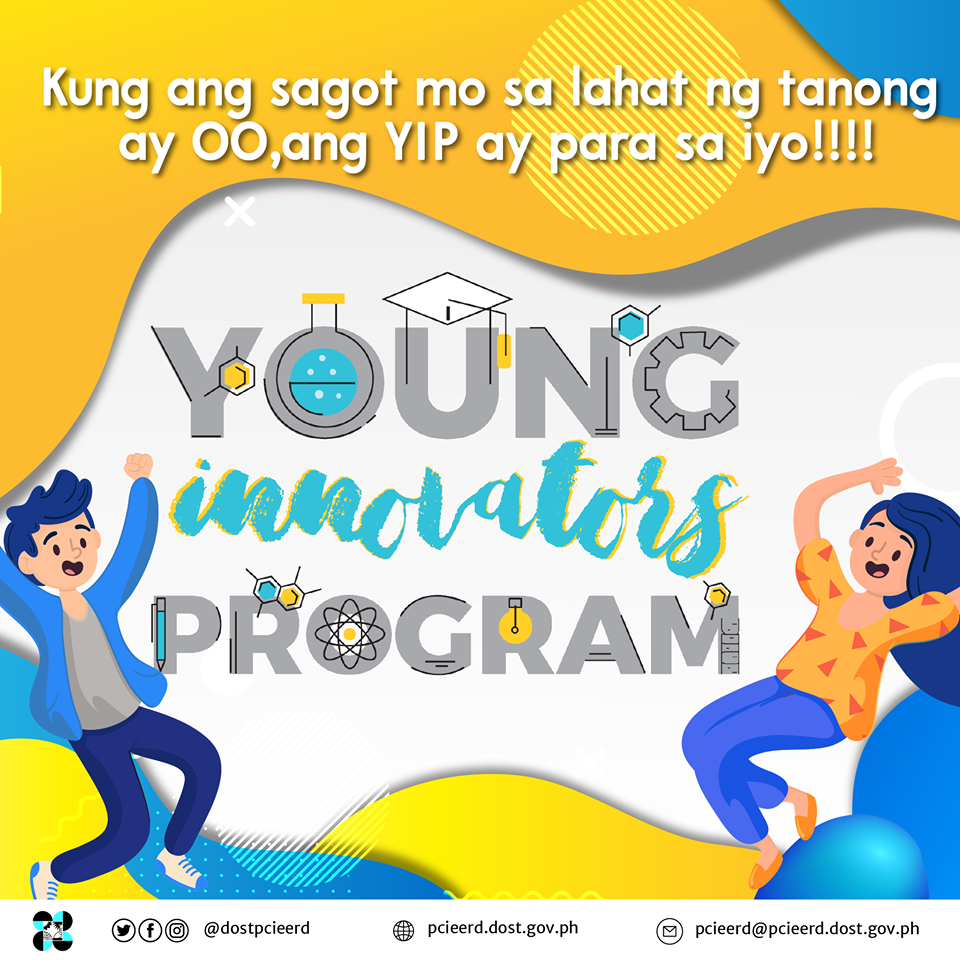 Kung ang sagot mo sa lahat ng tanong
ay OO,ang YIP ay para sa iyo!!!!
YOUNG
innovators
PROGRAM
@dostpcieerd
pcieerd.dost.gov.ph
pcieerd@pcieerd.dost.gov.ph